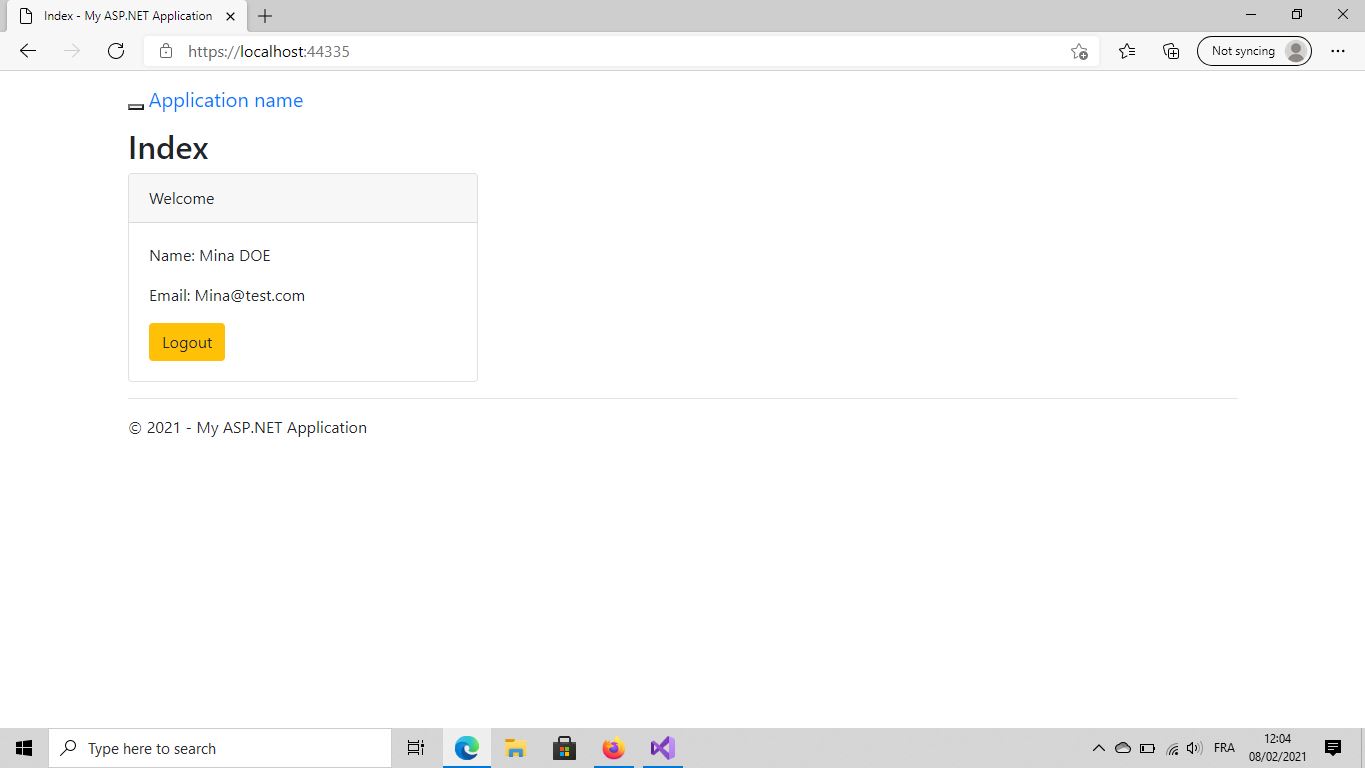 Index - My ASP.NET Application
https://localhost:44335
Not syncing
Application name
Index
Welcome
Name: Mina DOE
Email: Mina@test.com
Logout
© 2021 - My ASP.NET Application
Type here to search
FRA
12:04
08/02/2021